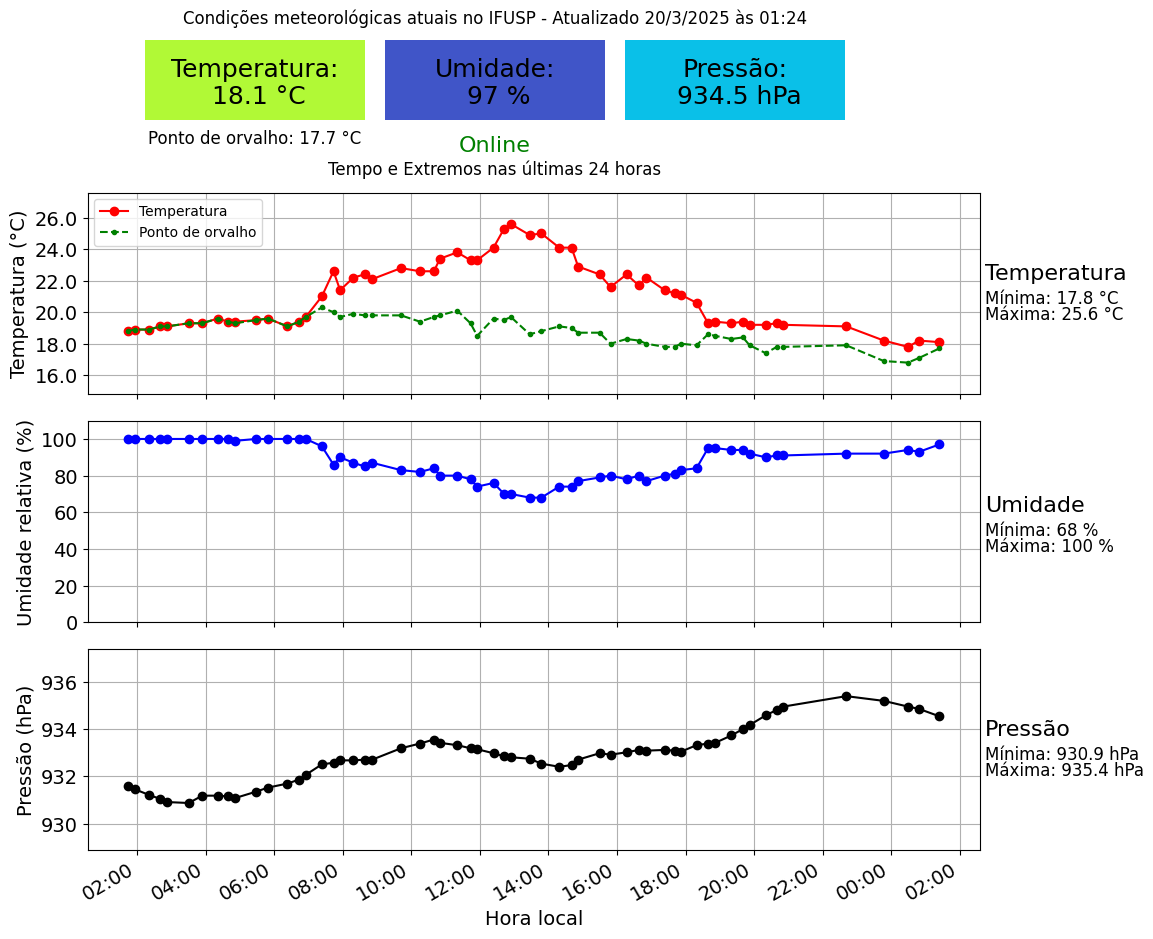 Condições meteorológicas atuais no IFUSP - Atualizado 20/3/2025 às 01:24
Temperatura:
18.1 °C
Umidade:
97 %
Pressão:
934.5 hPa
Ponto de orvalho: 17.7 °C
Online
Tempo e Extremos nas últimas 24 horas
Temperatura (°C)
26.0
24.0
22.0
20.0
18.0
16.0
Temperatura
Ponto de orvalho
Temperatura
Mínima: 17.8 °C
Máxima: 25.6 °C
Umidade relativa (%)
100
80
60
40
20
0
Umidade
Mínima: 68 %
Máxima: 100 %
Pressão (hPa)
936
934
932
930
Pressão
Mínima: 930.9 hPa
Máxima: 935.4 hPa
02:00 04:00 06:00 08:00 10:00 12:00 14:00 16:00 18:00 20:00 22:00 00:00 02:00
Hora local